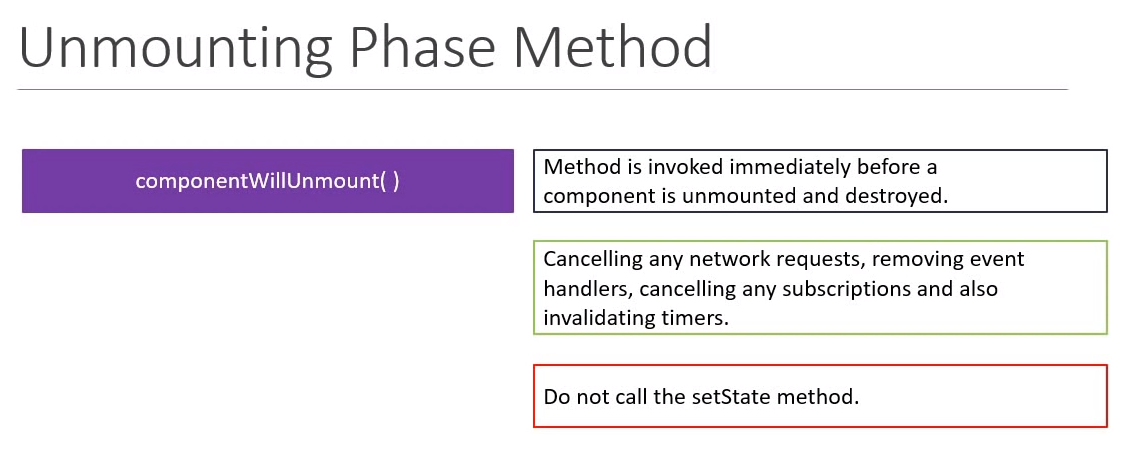 Unmounting Phase Method
componentWillUnmount( )
Method is invoked immediately before a
component is unmounted and destroyed.
Cancelling any network requests, removing event
handlers, cancelling any subscriptions and also
invalidating timers.
Do not call the setState method.